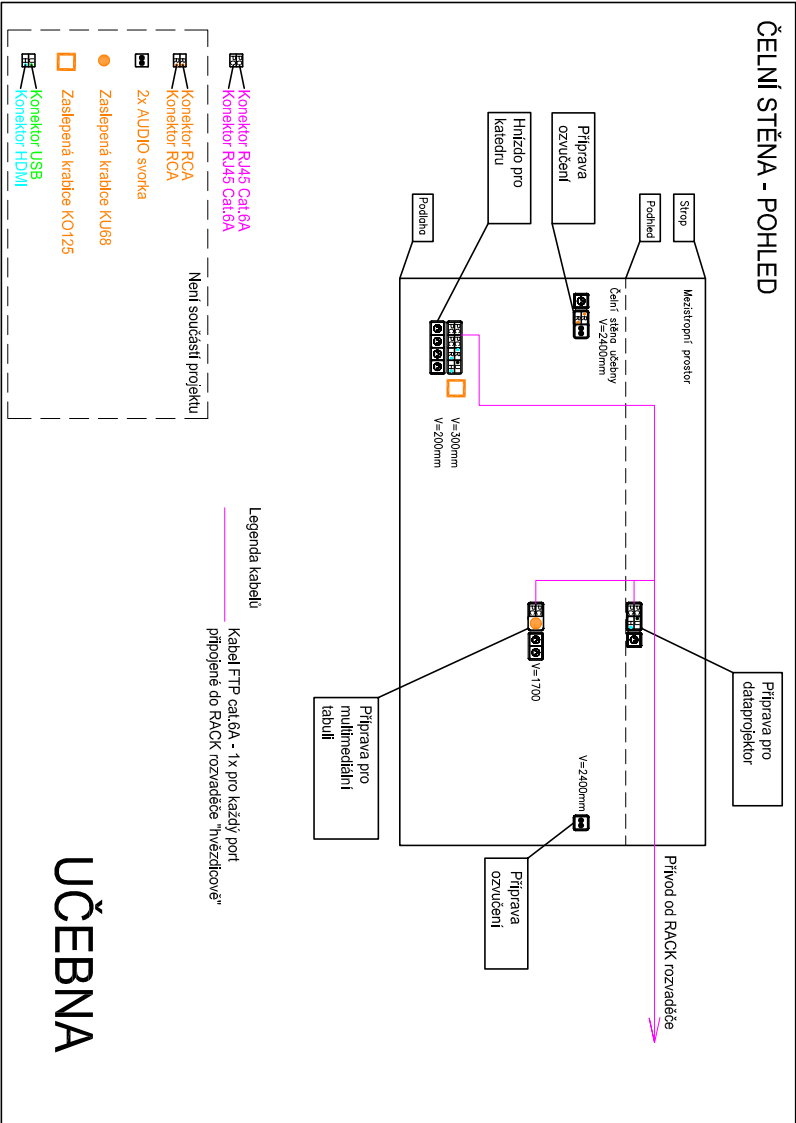 ČELNÍ STĚNA - POHLED
Strop
Podhled
Příprava
ozvučení
Hnízdo pro
katedru
Podlaha
Mezistropní prostor
Čelní stěna učebny
V=2400mm
V=300mm
V=200mm
V=1700
V=2400mm
Příprava pro
dataprojektor
Přívod od RACK rozvaděče
Příprava
ozvučení
Příprava pro
multimediální
tabuli
Konektor RJ45 Cat.6A
Konektor RJ45 Cat.6A
Konektor RCA
Konektor RCA
2x AUDIO svorka
Zaslepená krabice KU68
Zaslepená krabice KO125
Konektor USB
Konektor HDMI
Není součástí projektu
Legenda kabelů
Kabel FTP cat.6A - 1x pro každý port
připojené do RACK rozvaděče "hvězdicově"
UČEBNA